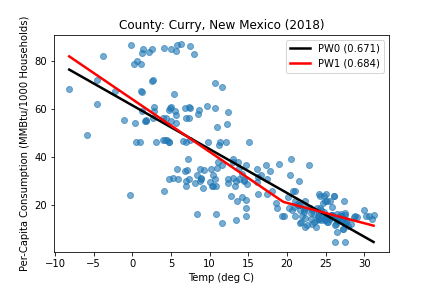 County: Curry, New Mexico (2018)
Per-Capita Consumption (MMBtu/1000 Households)
80
60
40
20
PW0 (0.671)
PW1 (0.684)
−10 −5 0 5 10 15 20 25 30
Temp (deg C)